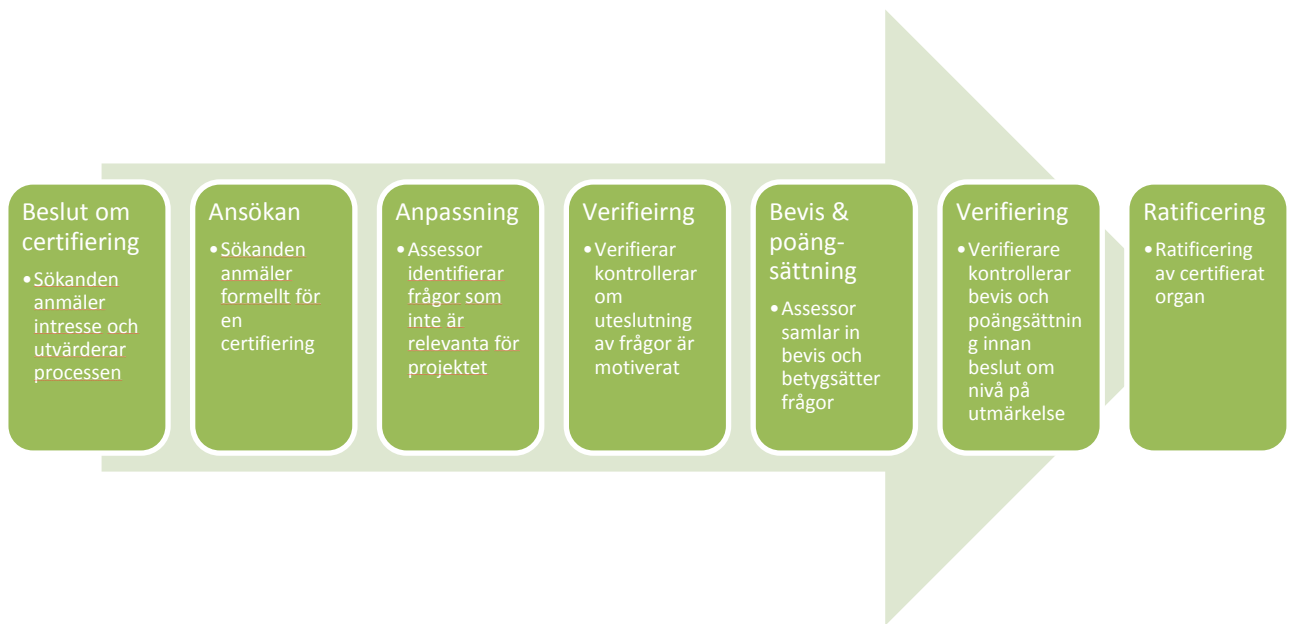 Beslut om
certifiering
•Sökanden
anmäler
intresse och
utvärderar
processen
Ansökan
•Sökanden
anmäler
formellt för
en
certifiering
Anpassning
•Assessor
identifierar
frågor som
inte är
relevanta för
projektet
Verifieirng
•Verifierar
kontrollerar
om
uteslutning
av frågor är
motiverat
Bevis &
poäng-
sättning
•Assessor
samlar in
bevis och
betygsätter
frågor
Verifiering
•Verifierare
kontrollerar
bevis och
poängsättnin
g innan
beslut om
nivå på
utmärkelse
Ratificering
•Ratificering
av certifierat
organ